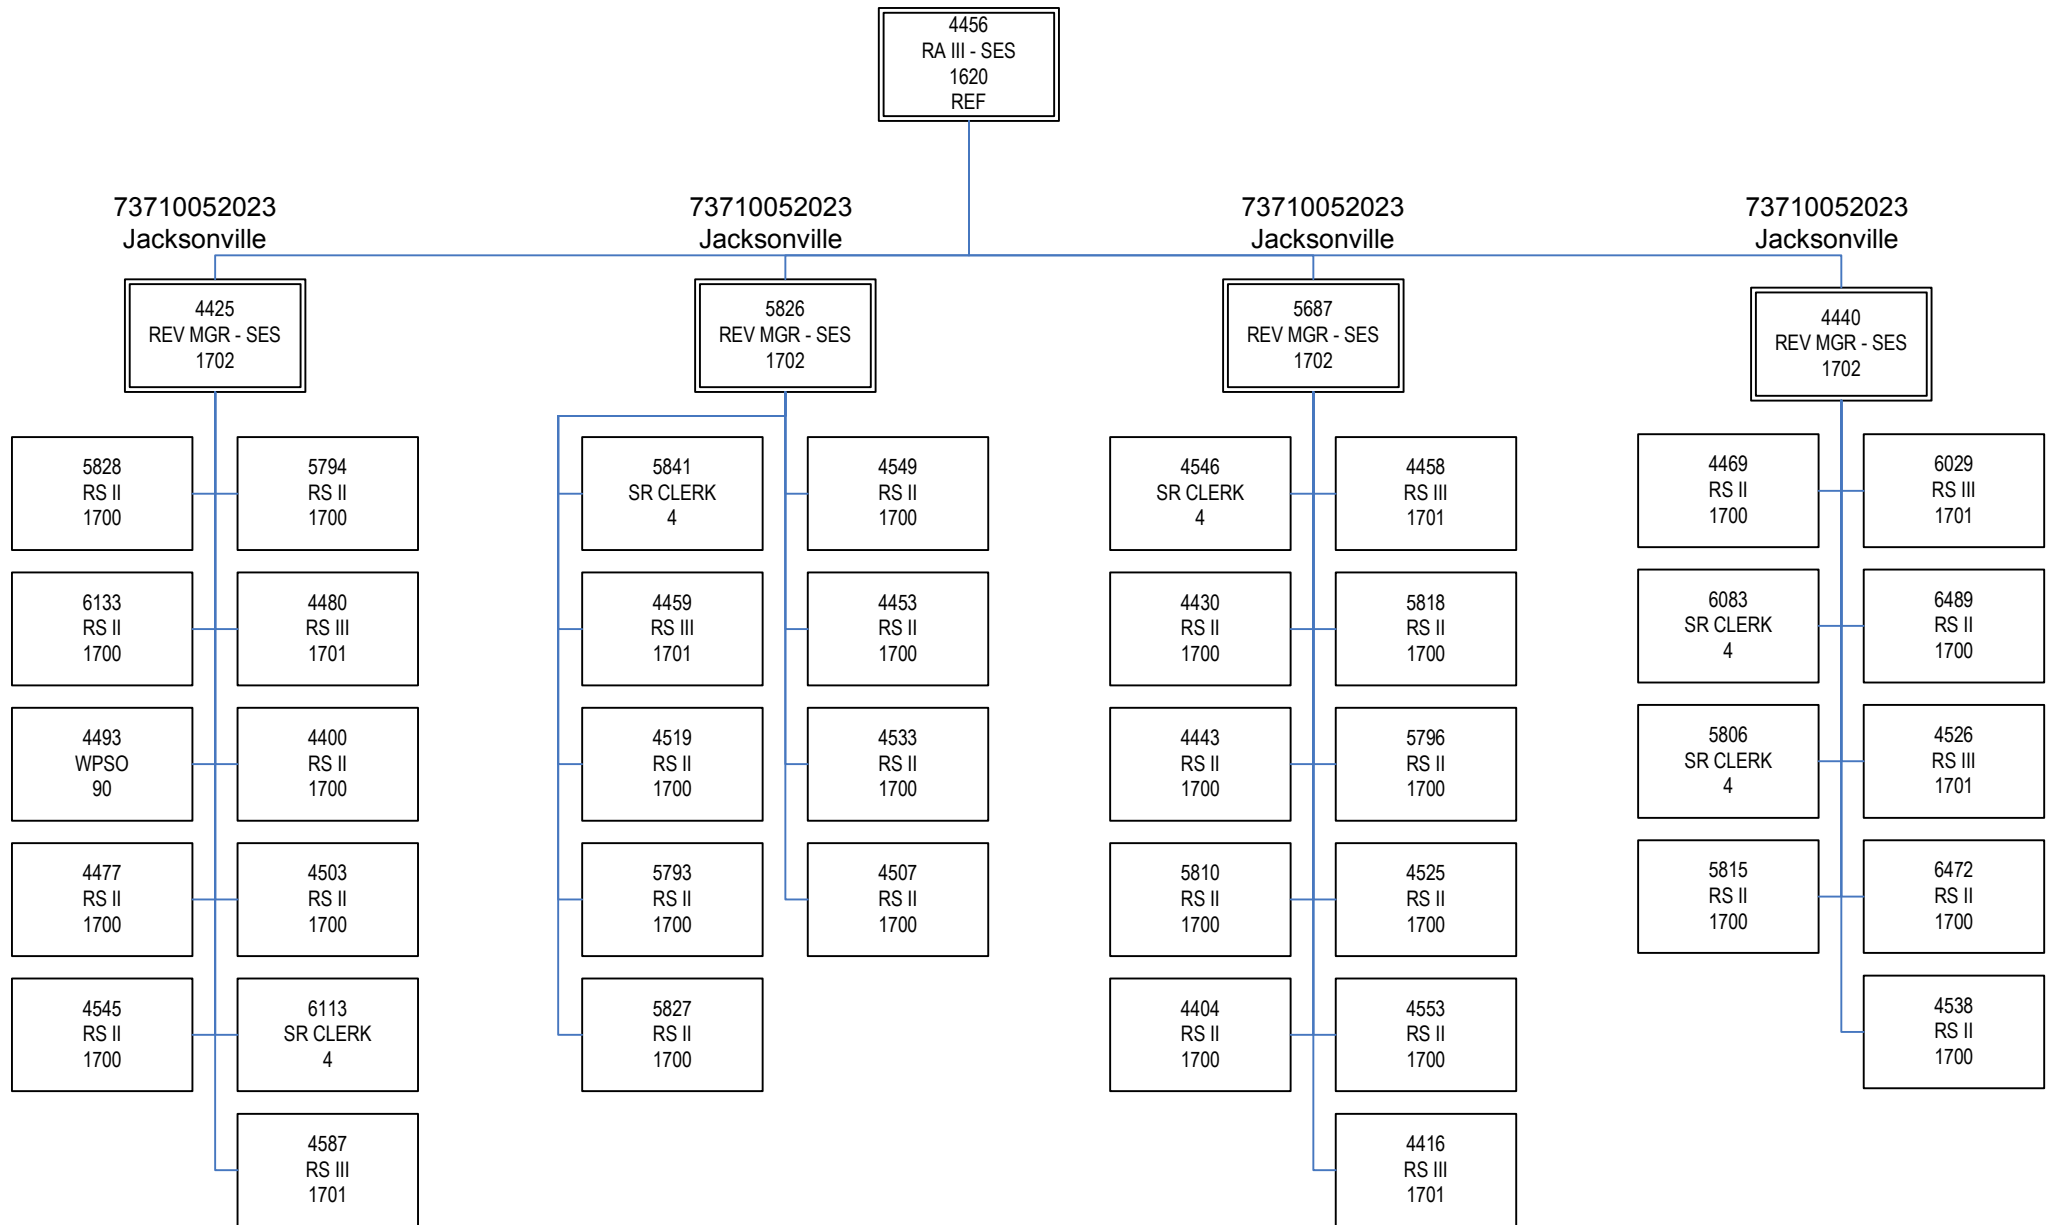 4456
RA III - SES
1620
REF
73710052023
Jacksonville
73710052023
Jacksonville
73710052023
Jacksonville
73710052023
Jacksonville
4425
REV MGR - SES
1702
5826
REV MGR - SES
1702
5687
REV MGR - SES
1702
4440
REV MGR - SES
1702
5828
RS II
1700
5794
RS II
1700
5841
SR CLERK
4
4549
RS II
1700
4546
SR CLERK
4
4458
RS III
1701
4469
RS II
1700
6029
RS III
1701
6133
RS II
1700
4480
RS III
1701
4459
RS III
1701
4453
RS II
1700
4430
RS II
1700
5818
RS II
1700
6083
SR CLERK
4
6489
RS II
1700
4493
WPSO
90
4400
RS II
1700
4519
RS II
1700
4533
RS II
1700
4443
RS II
1700
5796
RS II
1700
5806
SR CLERK
4
4526
RS III
1701
4477
RS II
1700
4503
RS II
1700
5793
RS II
1700
4507
RS II
1700
5810
RS II
1700
4525
RS II
1700
5815
RS II
1700
6472
RS II
1700
4545
RS II
1700
6113
SR CLERK
4
5827
RS II
1700
4404
RS II
1700
4553
RS II
1700
4538
RS II
1700
4587
RS III
1701
4416
RS III
1701